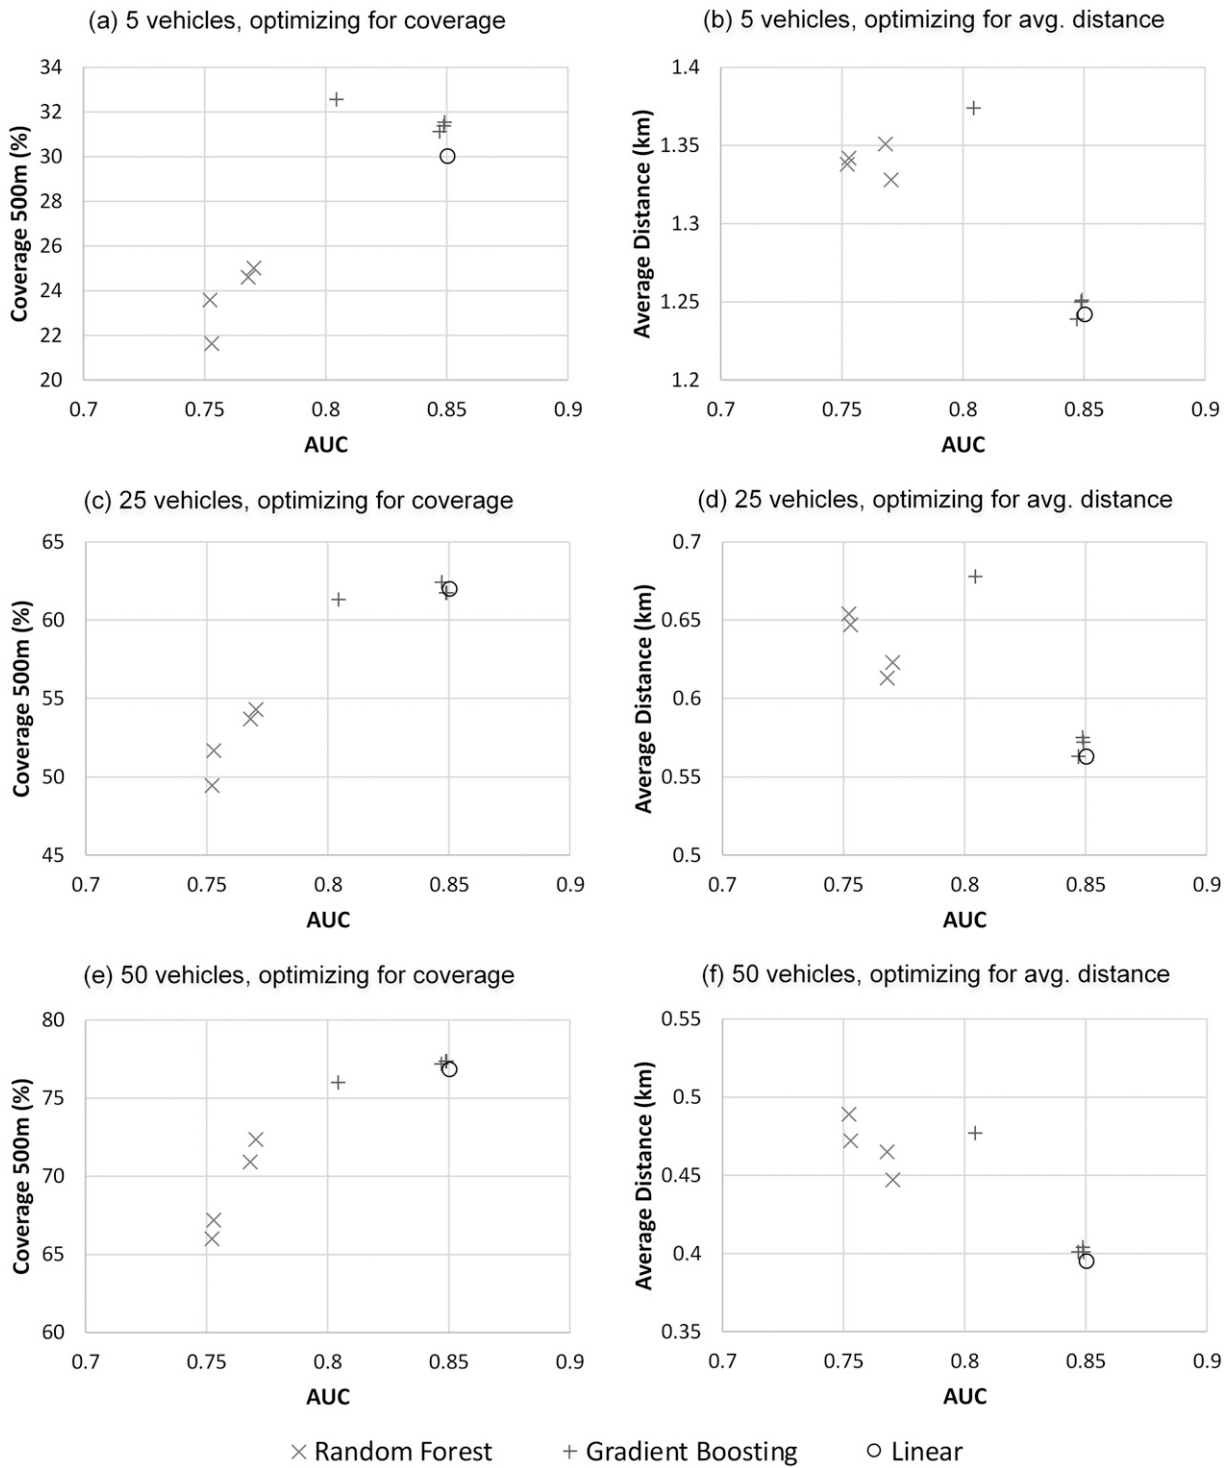 (a) 5 vehicles, optimizing for coverage
34
32
30
28
26
24
22
20
Coverage 500m (%)
0.7 0.75 0.8 0.85 0.9
AUC
(b) 5 vehicles, optimizing for avg. distance
1.4
1.35
1.3
1.25
1.2
Average Distance (km)
0.7 0.75 0.8 0.85 0.9
AUC
(c) 25 vehicles, optimizing for coverage
65
60
55
50
45
Coverage 500m (%)
0.7 0.75 0.8 0.85 0.9
AUC
(d) 25 vehicles, optimizing for avg. distance
0.7
0.65
0.6
0.55
0.5
Average Distance (km)
0.7 0.75 0.8 0.85 0.9
AUC
(e) 50 vehicles, optimizing for coverage
80
75
70
65
60
Coverage 500m (%)
0.7 0.75 0.8 0.85 0.9
AUC
(f) 50 vehicles, optimizing for avg. distance
0.55
0.5
0.45
0.4
0.35
Average Distance (km)
0.7 0.75 0.8 0.85 0.9
AUC
Random Forest Gradient Boosting Linear